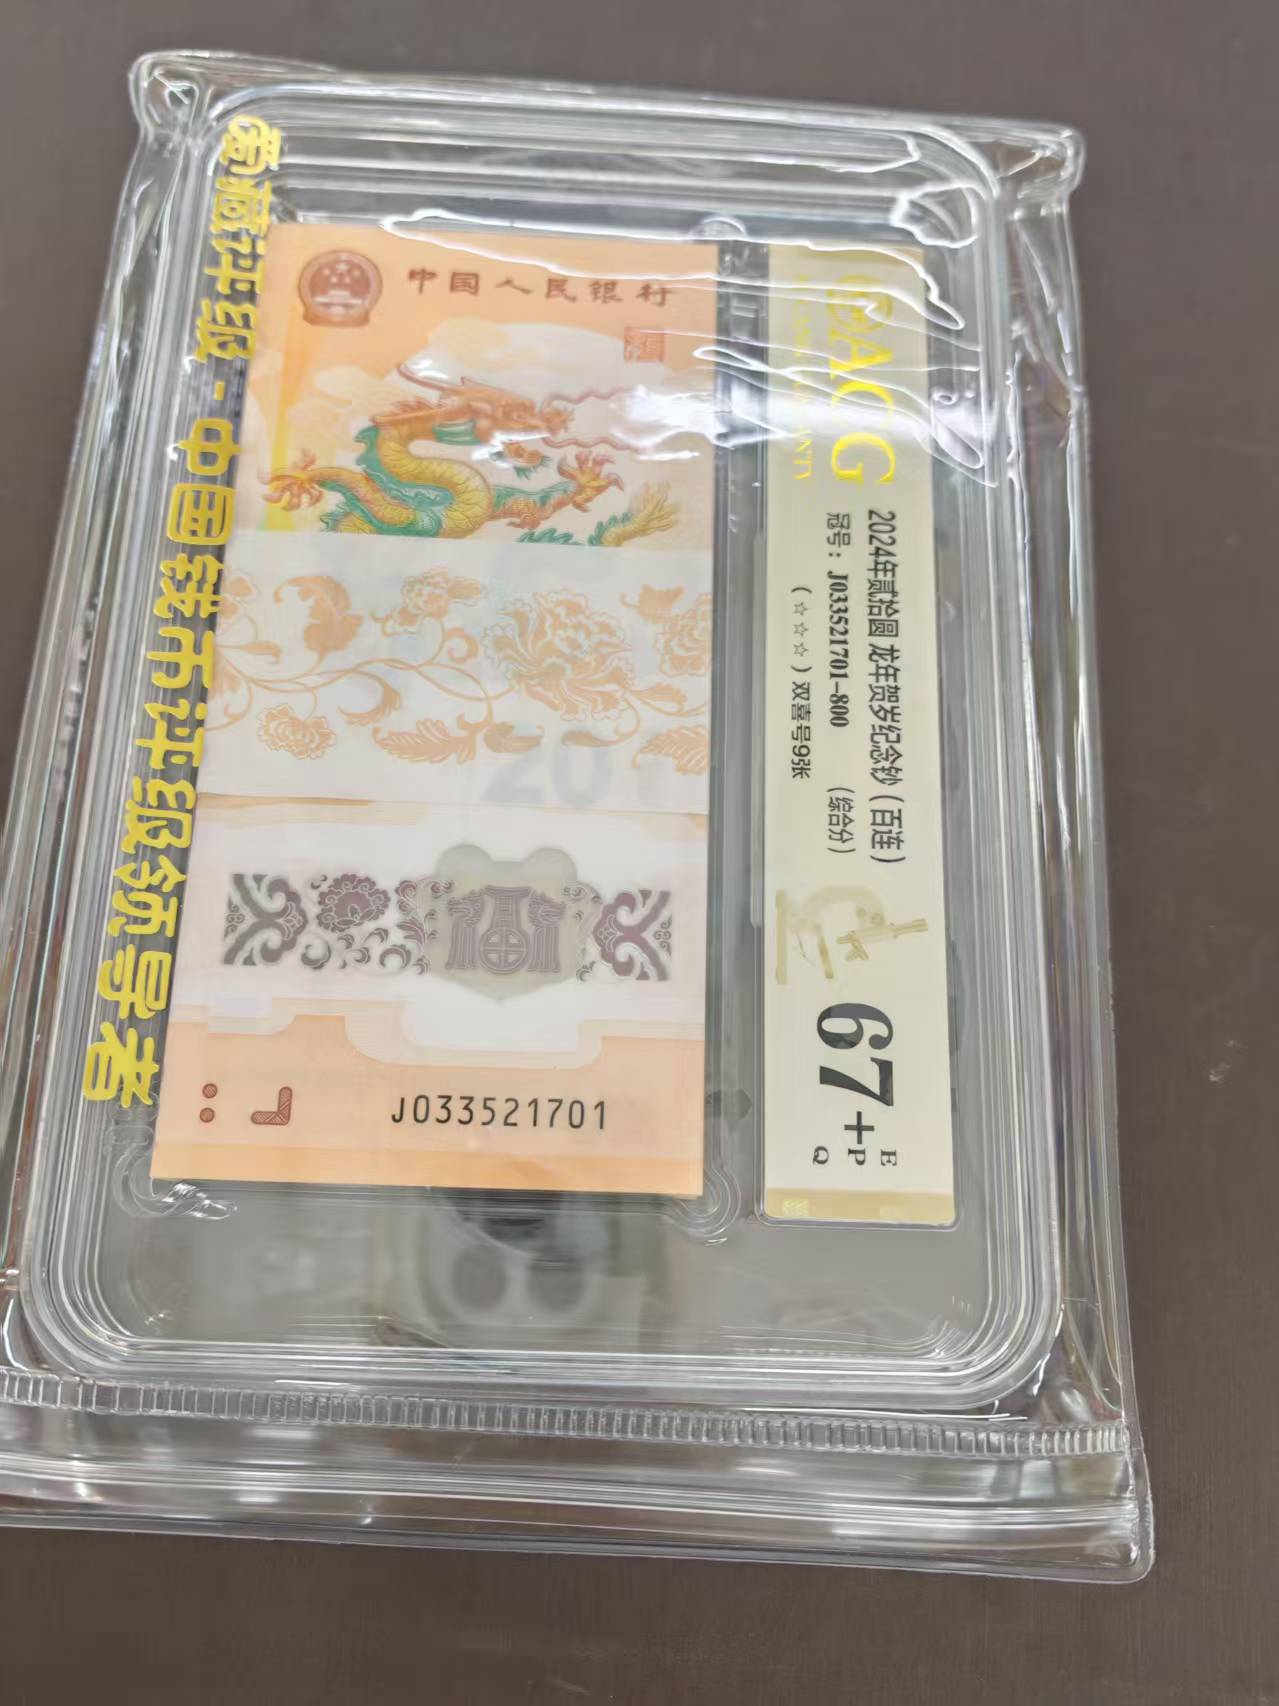 爱藏评级-中国钱币评级领导者
中国人民银行
20
J033521701
ACG
2024年贰拾圆 龙年贺岁纪念钞（百连）
冠号：J033521701-800 （综合分）
（☆☆☆）双喜号9张
67+
E
P
Q